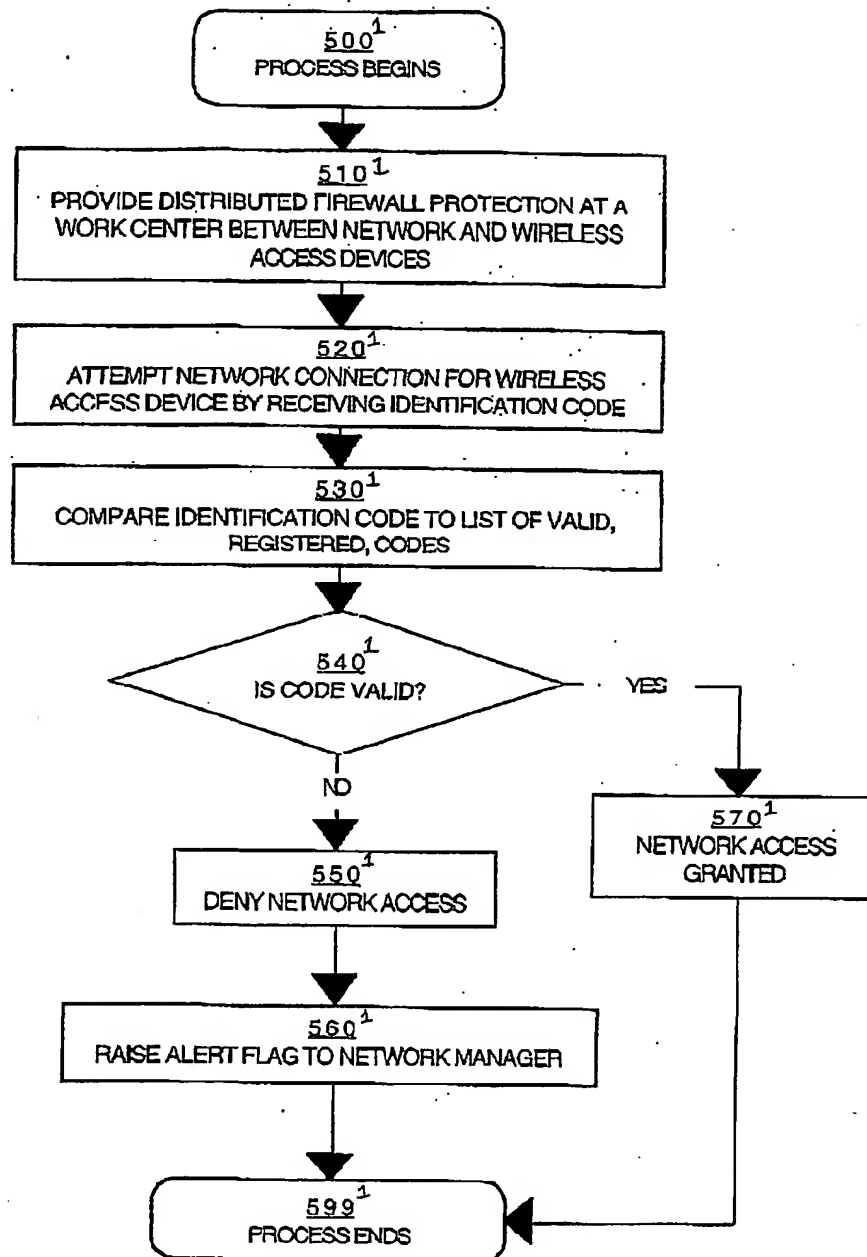 500¹
PROCESS BEGINS
510¹
PROVIDE DISTRIBUTED FIREWALL PROTECTION AT A
WORK CENTER BETWEEN NETWORK AND WIRELESS
ACCESS DEVICES
520¹
ATTEMPT NETWORK CONNECTION FOR WIRELESS
ACCESS DEVICE BY RECEIVING IDENTIFICATION CODE
530¹
COMPARE IDENTIFICATION CODE TO LIST OF VALID,
REGISTERED, CODES
540¹
IS CODE VALID?
YES
NO
570¹
NETWORK ACCESS
GRANTED
550¹
DENY NETWORK ACCESS
560¹
RAISE ALERT FLAG TO NETWORK MANAGER
599¹
PROCESS ENDS